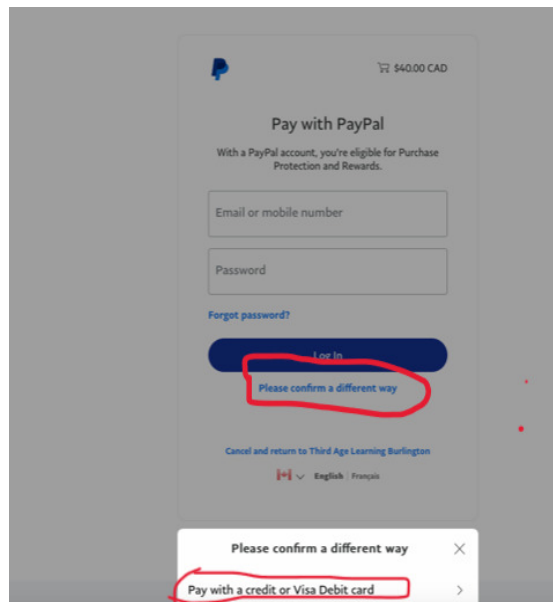 $40.00 CAD
Pay with PayPal
With a PayPal account, you're eligible for Purchase
Protection and Rewards.
Email or mobile number
Password
Forgot password?
Log In
Please confirm a different way
Cancel and return to Third Age Learning Burlington
English | Français
Please confirm a different way
Pay with a credit or Visa Debit card